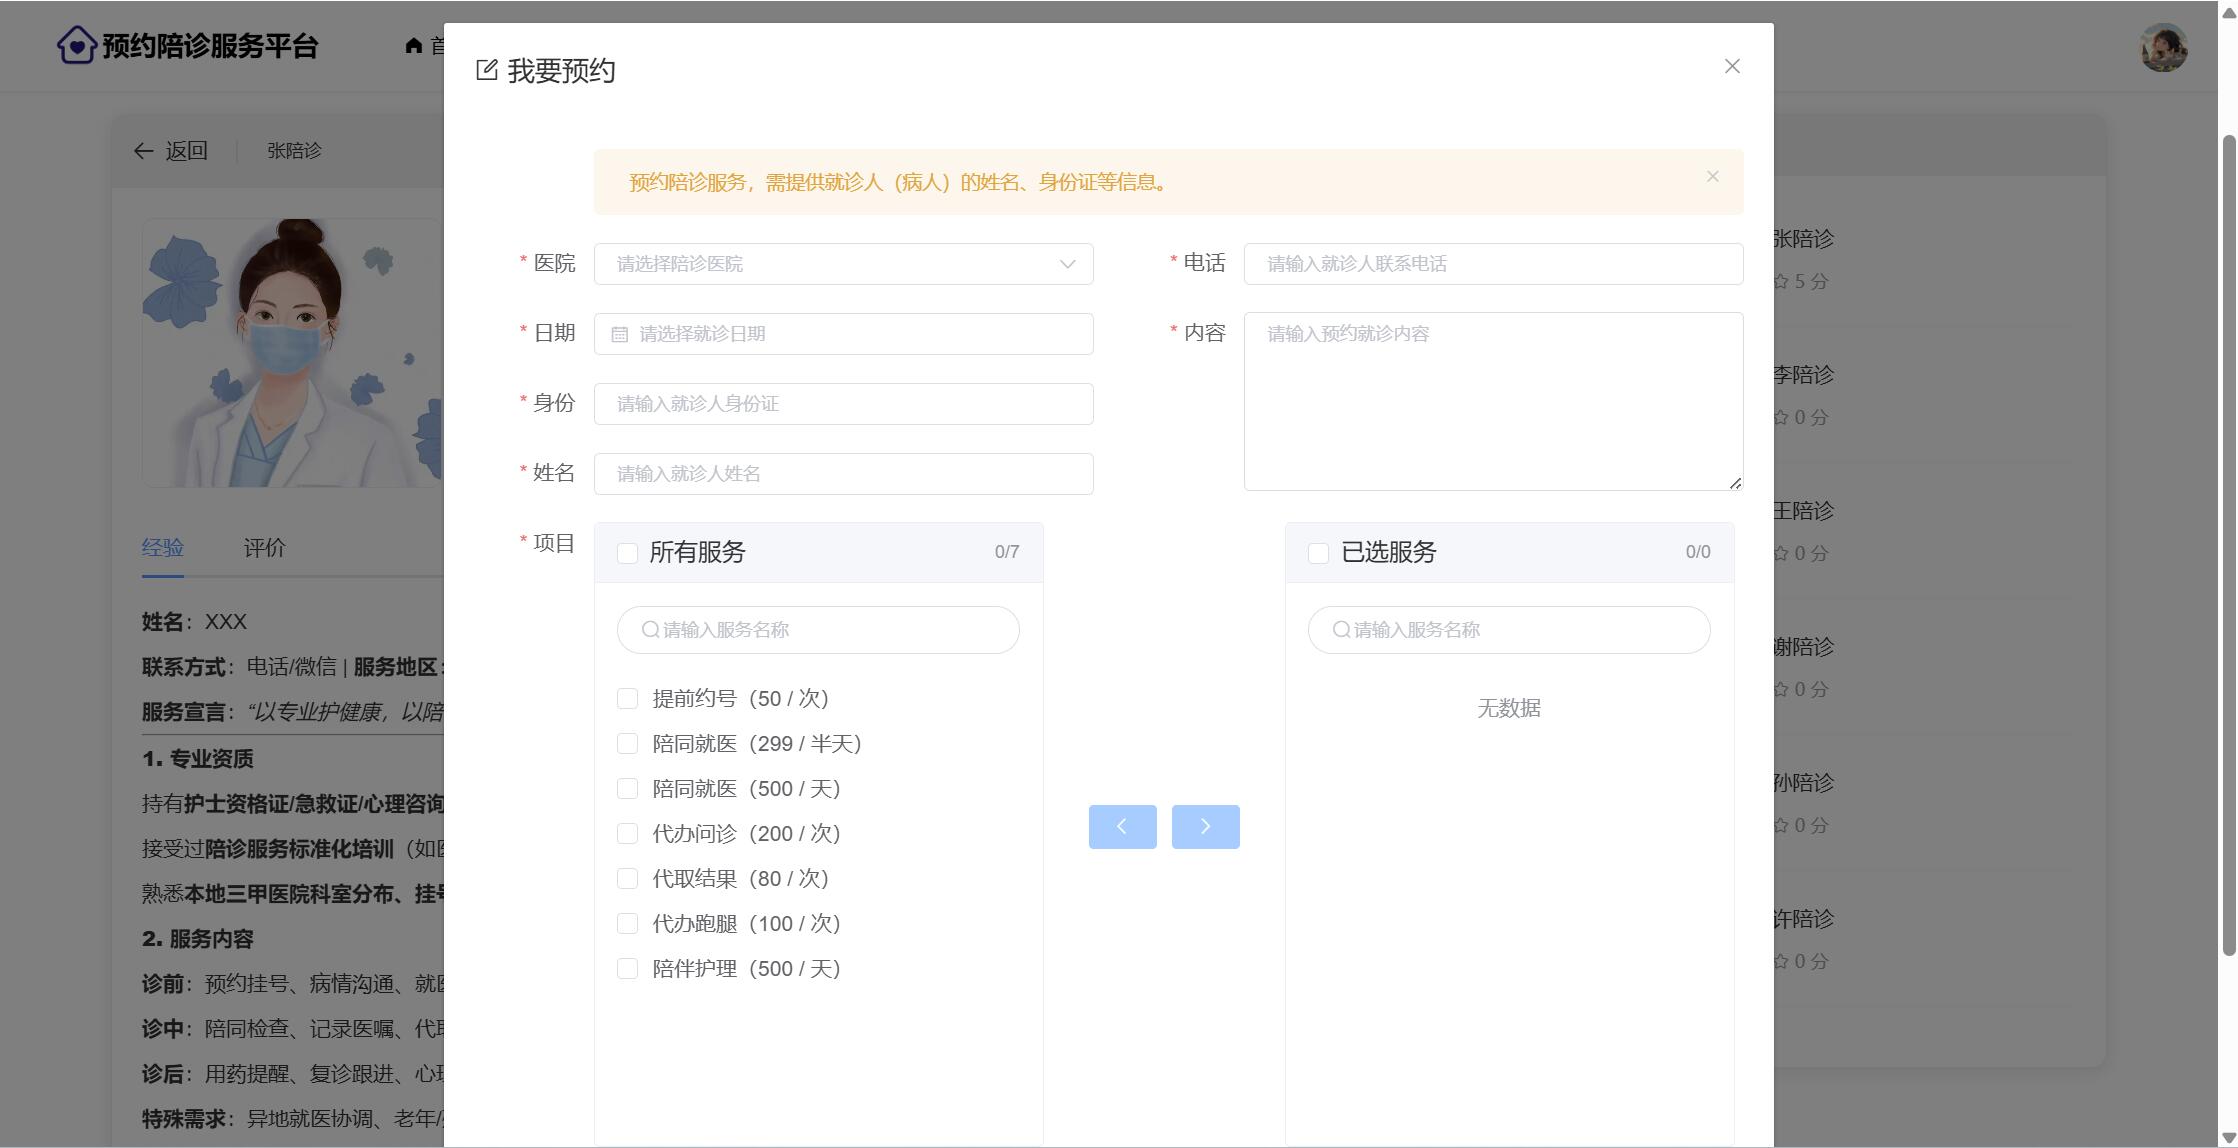 预约陪诊服务平台
首
我要预约
返回
张陪诊
预约陪诊服务，需提供就诊人（病人）的姓名、身份证等信息。
* 医院
请选择陪诊医院
* 电话
请输入就诊人联系电话
* 日期
请选择就诊日期
* 内容
请输入预约就诊内容
* 身份
请输入就诊人身份证
* 姓名
请输入就诊人姓名
* 项目
所有服务
0/7
请输入服务名称
提前约号（50 / 次）
陪同就医（299 / 半天）
陪同就医（500 / 天）
代办问诊（200 / 次）
代取结果（80 / 次）
代办跑腿（100 / 次）
陪伴护理（500 / 天）
已选服务
0/0
请输入服务名称
无数据
经验
评价
姓名：XXX
联系方式：电话/微信 | 服务地区：
服务宣言：“以专业护健康，以陪
1. 专业资质
持有护士资格证/急救证/心理咨询
接受过陪诊服务标准化培训（如医
熟悉本地三甲医院科室分布、挂号
2. 服务内容
诊前：预约挂号、病情沟通、就医
诊中：陪同检查、记录医嘱、代取
诊后：用药提醒、复诊跟进、心理
特殊需求：异地就医协调、老年/
张陪诊
5 分
李陪诊
0 分
王陪诊
0 分
谢陪诊
0 分
孙陪诊
0 分
许陪诊
0 分